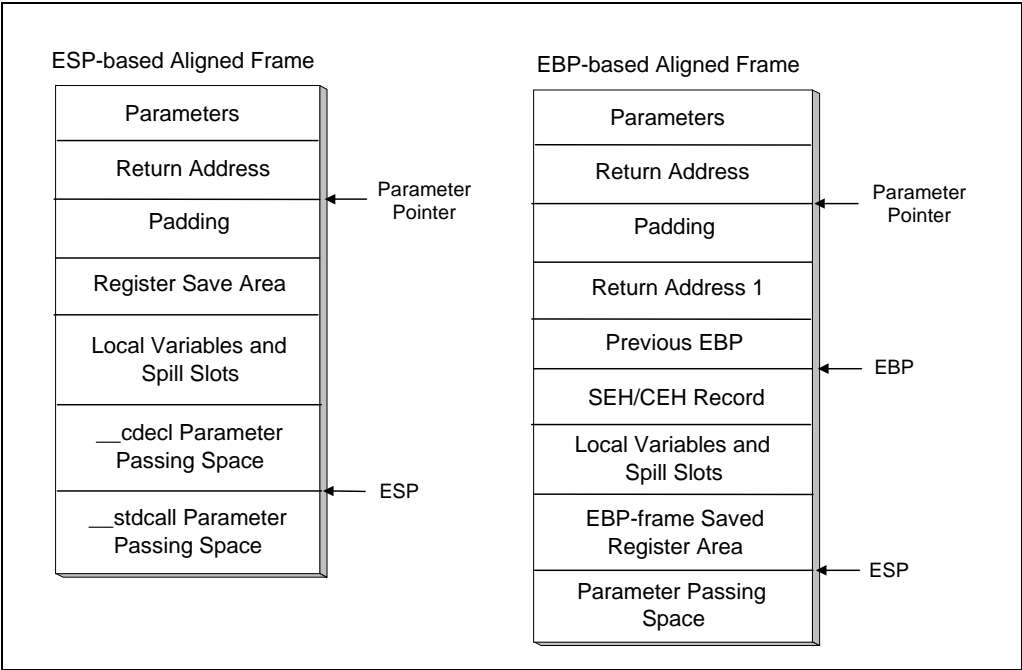 ESP-based Aligned Frame
Parameters
Return Address
Parameter
Pointer
Padding
Register Save Area
Local Variables and
Spill Slots
__cdecl Parameter
Passing Space
ESP
__stdcall Parameter
Passing Space
EBP-based Aligned Frame
Parameters
Return Address
Parameter
Pointer
Padding
Return Address 1
Previous EBP
EBP
SEH/CEH Record
Local Variables and
Spill Slots
EBP-frame Saved
Register Area
ESP
Parameter Passing
Space